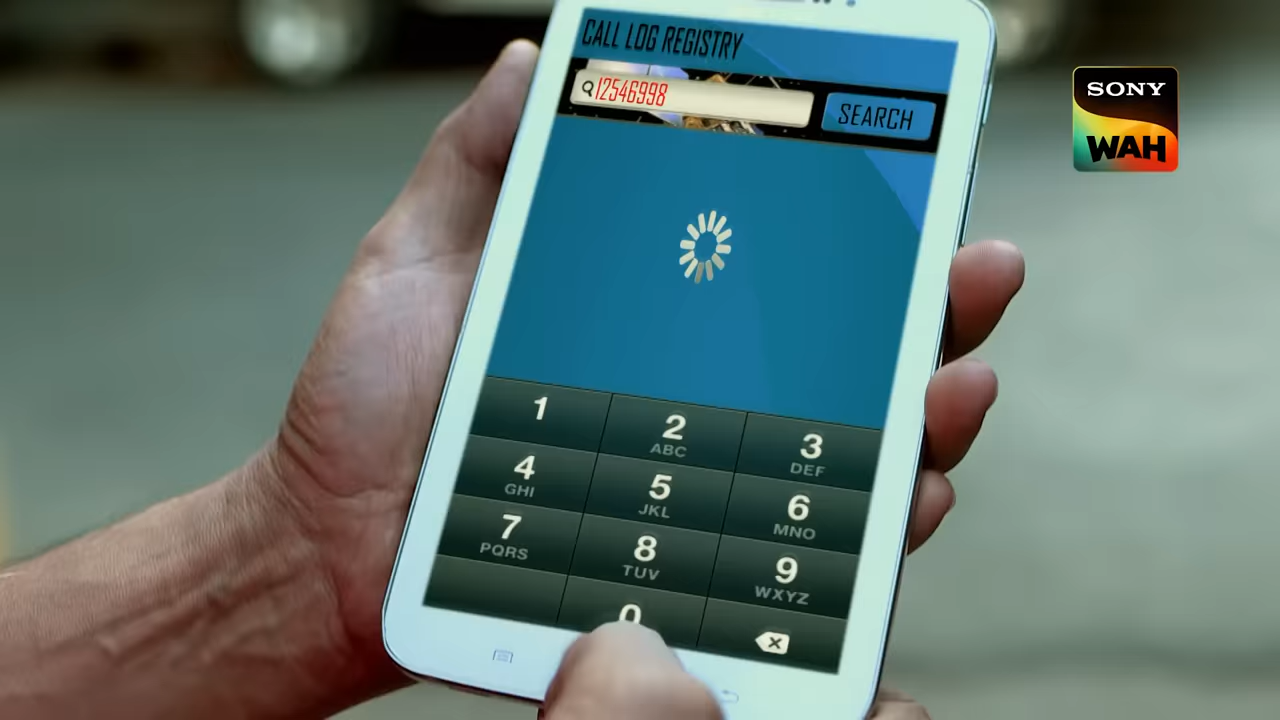 CALL LOG REGISTRY
12546998
SEARCH
SONY
WAH
1
2
ABC
3
DEF
4
GHI
5
JKL
6
MNO
7
PQRS
8
TUV
9
WXYZ
0